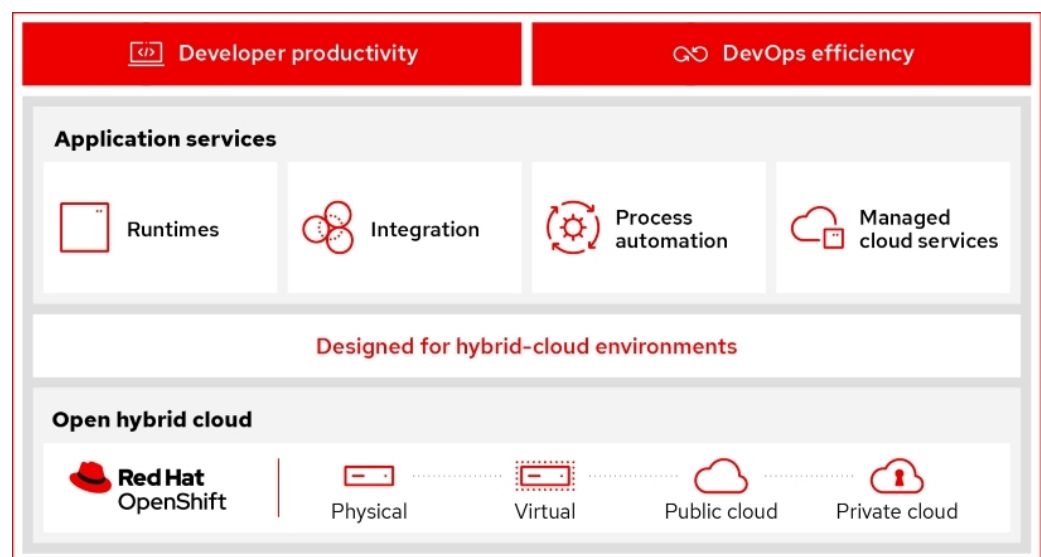 Developer productivity
DevOps efficiency
Application services
Runtimes
Integration
Process
automation
Managed
cloud services
Designed for hybrid-cloud environments
Open hybrid cloud
Red Hat
OpenShift
Physical
Virtual
Public cloud
Private cloud